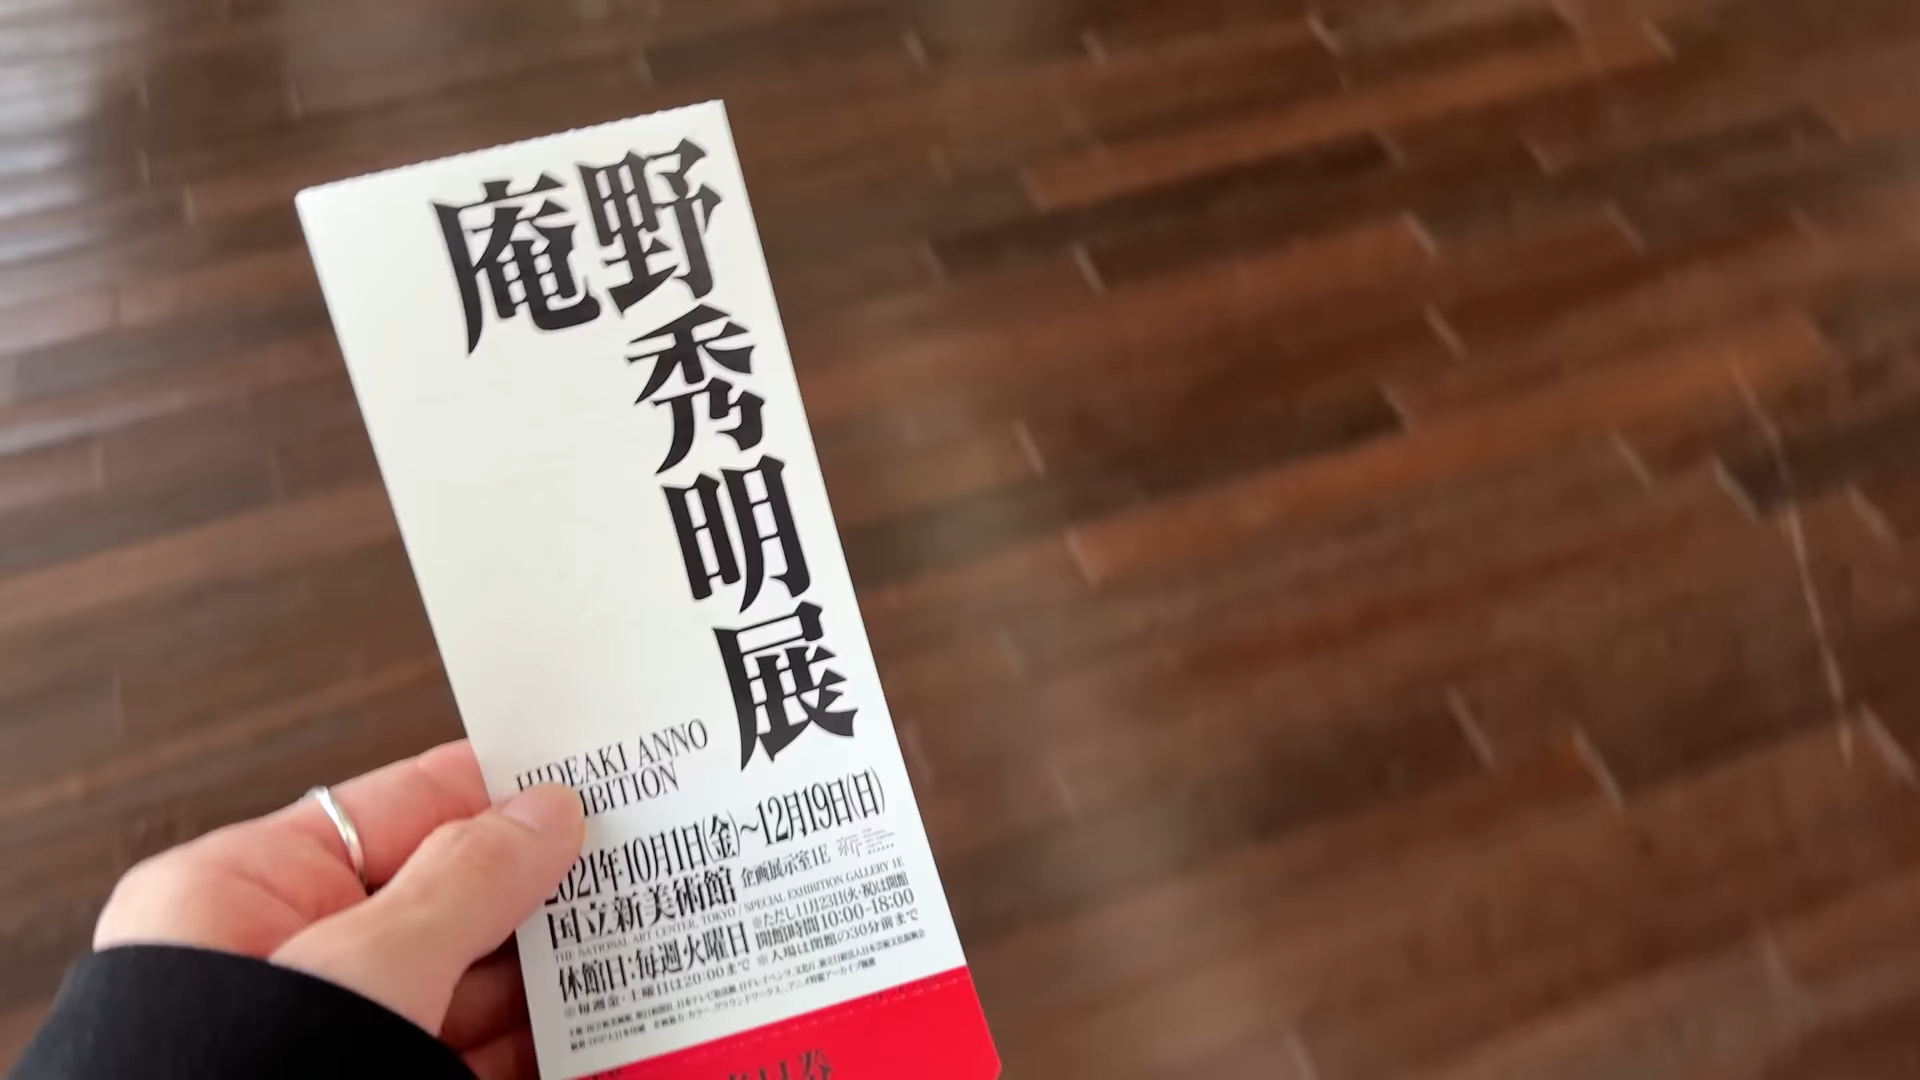 庵野秀明展
HIDEAKI ANNO
2021年10月1日(金)~12月19日(日)
国立新美術館 企画展示室1E
THE NATIONAL ART CENTER, TOKYO / SPECIAL EXHIBITION GALLERY 1E
休館日:毎週火曜日 ※ただし11月23日(火・祝)は開館
開館時間10:00-18:00
※毎週金・土曜日は20:00まで ※入場は閉館の30分前まで